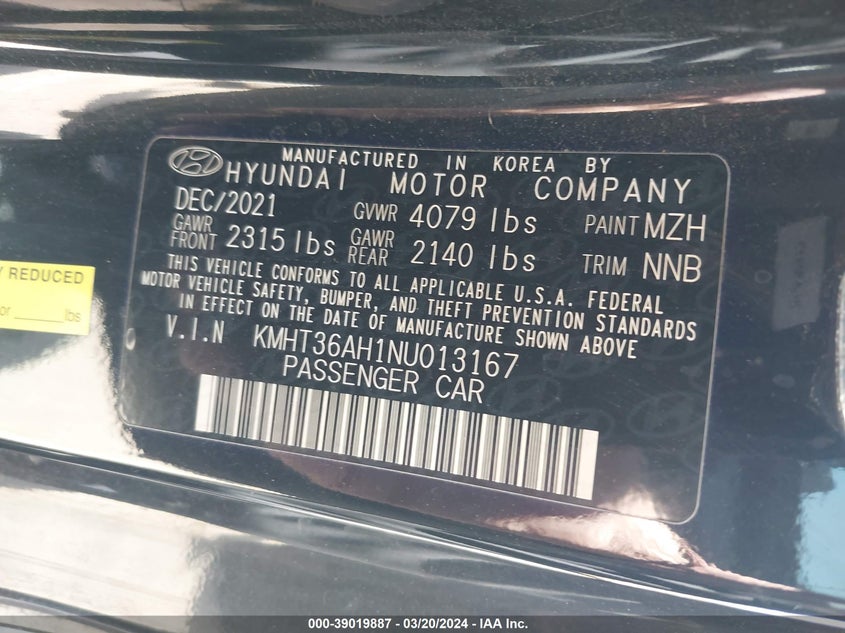 MANUFACTURED IN KOREA BY
HYUNDAI MOTOR COMPANY
DEC/2021 GVWR 4079 lbs PAINT MZH
GAWR FRONT 2315 lbs GAWR REAR 2140 lbs TRIM NNB
THIS VEHICLE CONFORMS TO ALL APPLICABLE U.S.A. FEDERAL
MOTOR VEHICLE SAFETY, BUMPER, AND THEFT PREVENTION STANDARDS
IN EFFECT ON THE DATE OF MANUFACTURE SHOWN ABOVE
V.I.N KMHT36AH1NU013167
PASSENGER CAR
REDUCED
or ______lbs
000-39019887 - 03/20/2024 - IAA Inc.